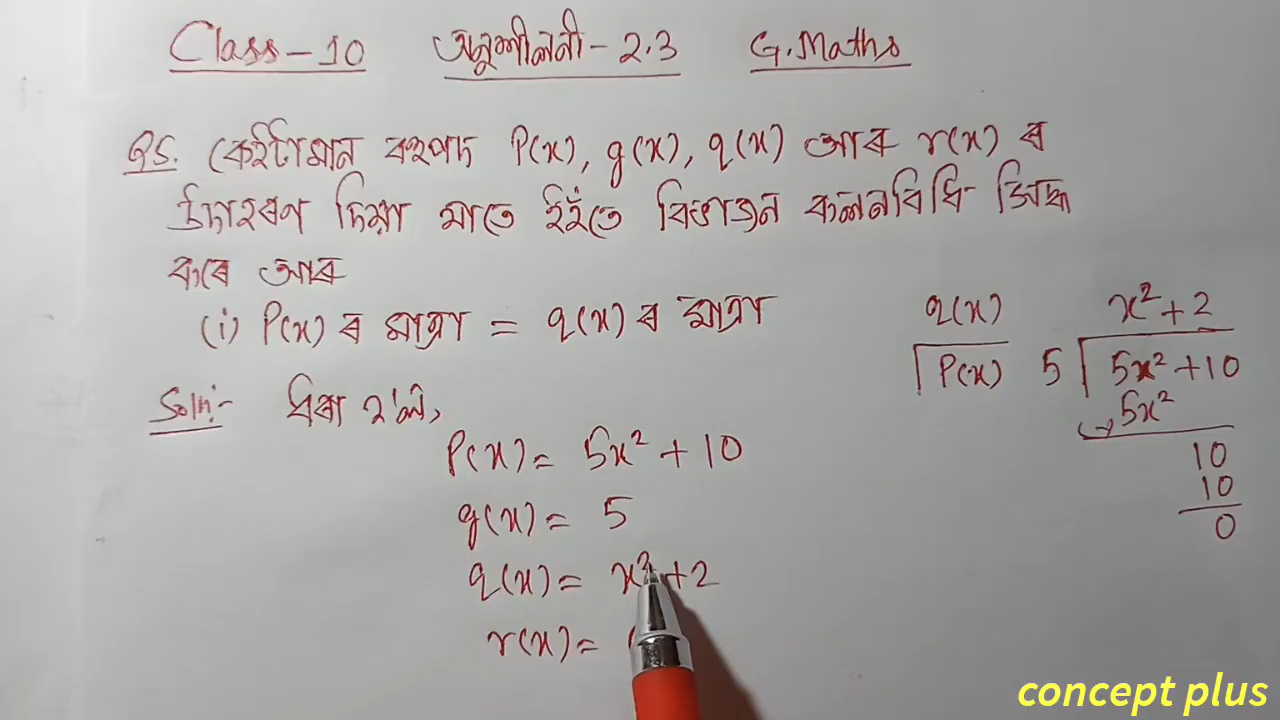 Class-10 অনুশীলনী-2.3 G.Maths
Q5. কেইটামান বহুপদ P(x), g(x), q(x) আৰু r(x) ৰ
উদাহৰণ দিয়া যাতে ইহঁতে বিভাজন কলনবিধি সিদ্ধ
কৰে আৰু
(i) P(x) ৰ মাত্ৰা = q(x) ৰ মাত্ৰা
Soln:- ধৰা হ'ল,
P(x) = 5x² + 10
g(x) = 5
q(x) = x² + 2
r(x) =
q(x)
P(x)
x² + 2
5 5x² + 10
5x²
10
10
0
concept plus